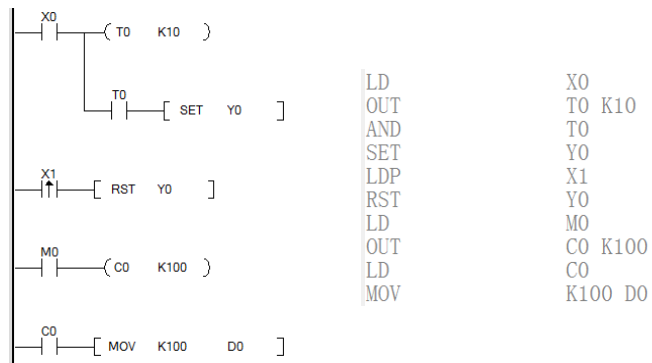 X0
T0 K10
T0
SET Y0
X1
RST Y0
M0
C0 K100
C0
MOV K100 D0
LD X0
OUT T0 K10
AND T0
SET Y0
LDP X1
RST Y0
LD M0
OUT C0 K100
LD C0
MOV K100 D0